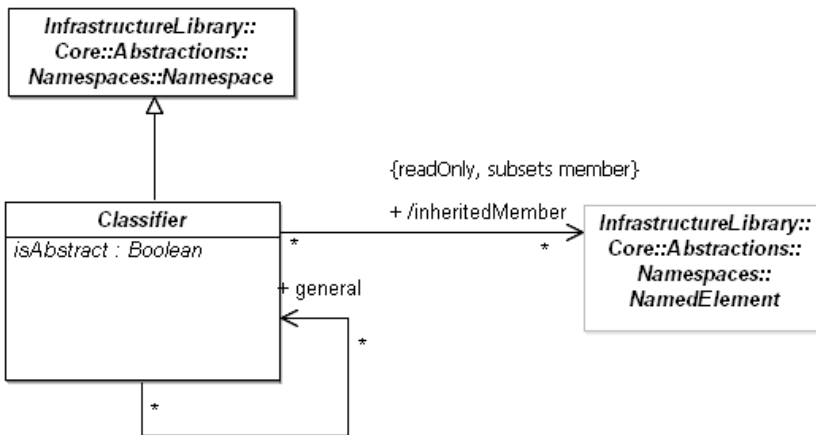 InfrastructureLibrary::
Core::Abstractions::
Namespaces::Namespace
{readOnly, subsets member}
+ /inheritedMember
Classifier
isAbstract : Boolean
*
*
InfrastructureLibrary::
Core::Abstractions::
Namespaces::
NamedElement
+ general
*
*